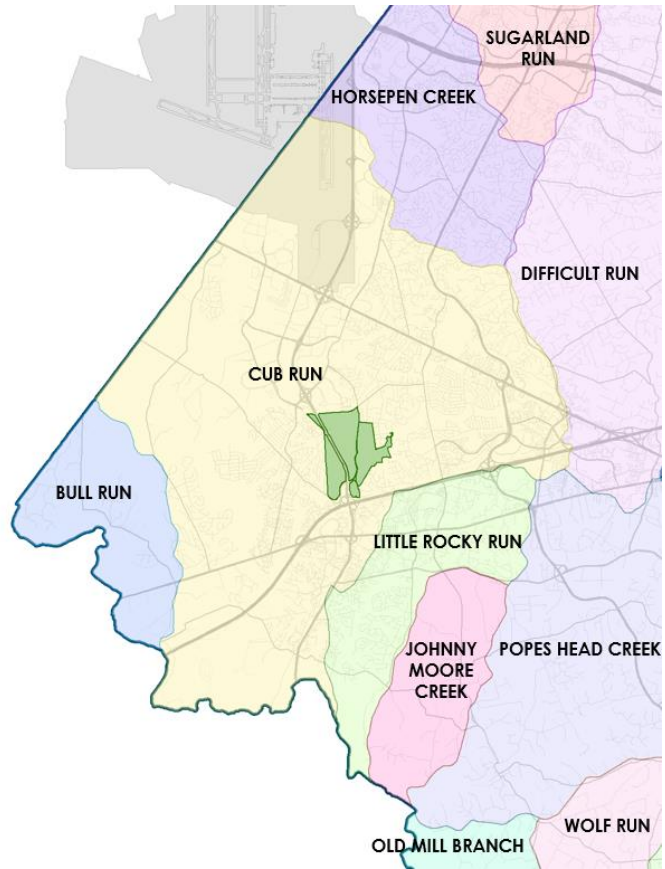 SUGARLAND
RUN
HORSEPEN CREEK
DIFFICULT RUN
CUB RUN
BULL RUN
LITTLE ROCKY RUN
JOHNNY
MOORE
CREEK
POPES HEAD CREEK
WOLF RUN
OLD MILL BRANCH